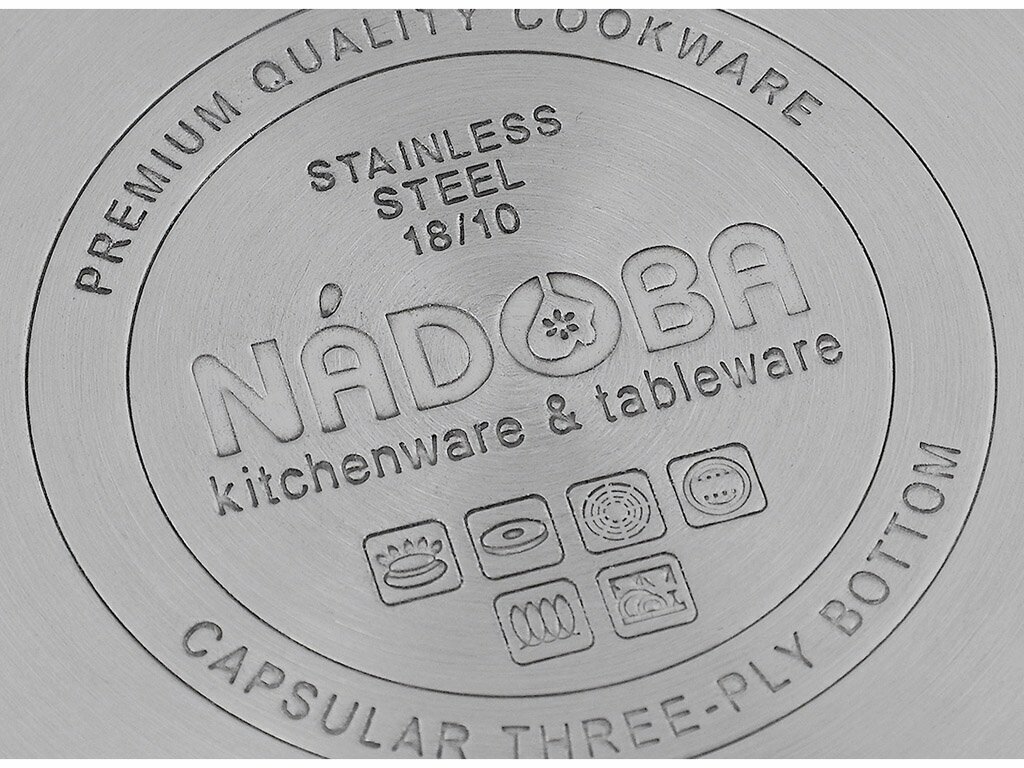 PREMIUM QUALITY COOKWARE
STAINLESS
STEEL
18/10
NÁDOBA
kitchenware & tableware
CAPSULAR THREE-PLY BOTTOM